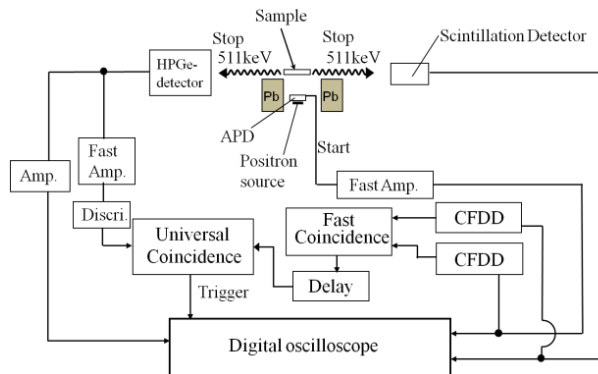 Sample
Stop
511keV
Stop
511keV
Scintillation Detector
HPGe-
detector
Pb
Pb
APD
Positron
source
Start
Amp.
Fast
Amp.
Fast Amp.
Discri.
Universal
Coincidence
Fast
Coincidence
CFDD
CFDD
Delay
Trigger
Digital oscilloscope